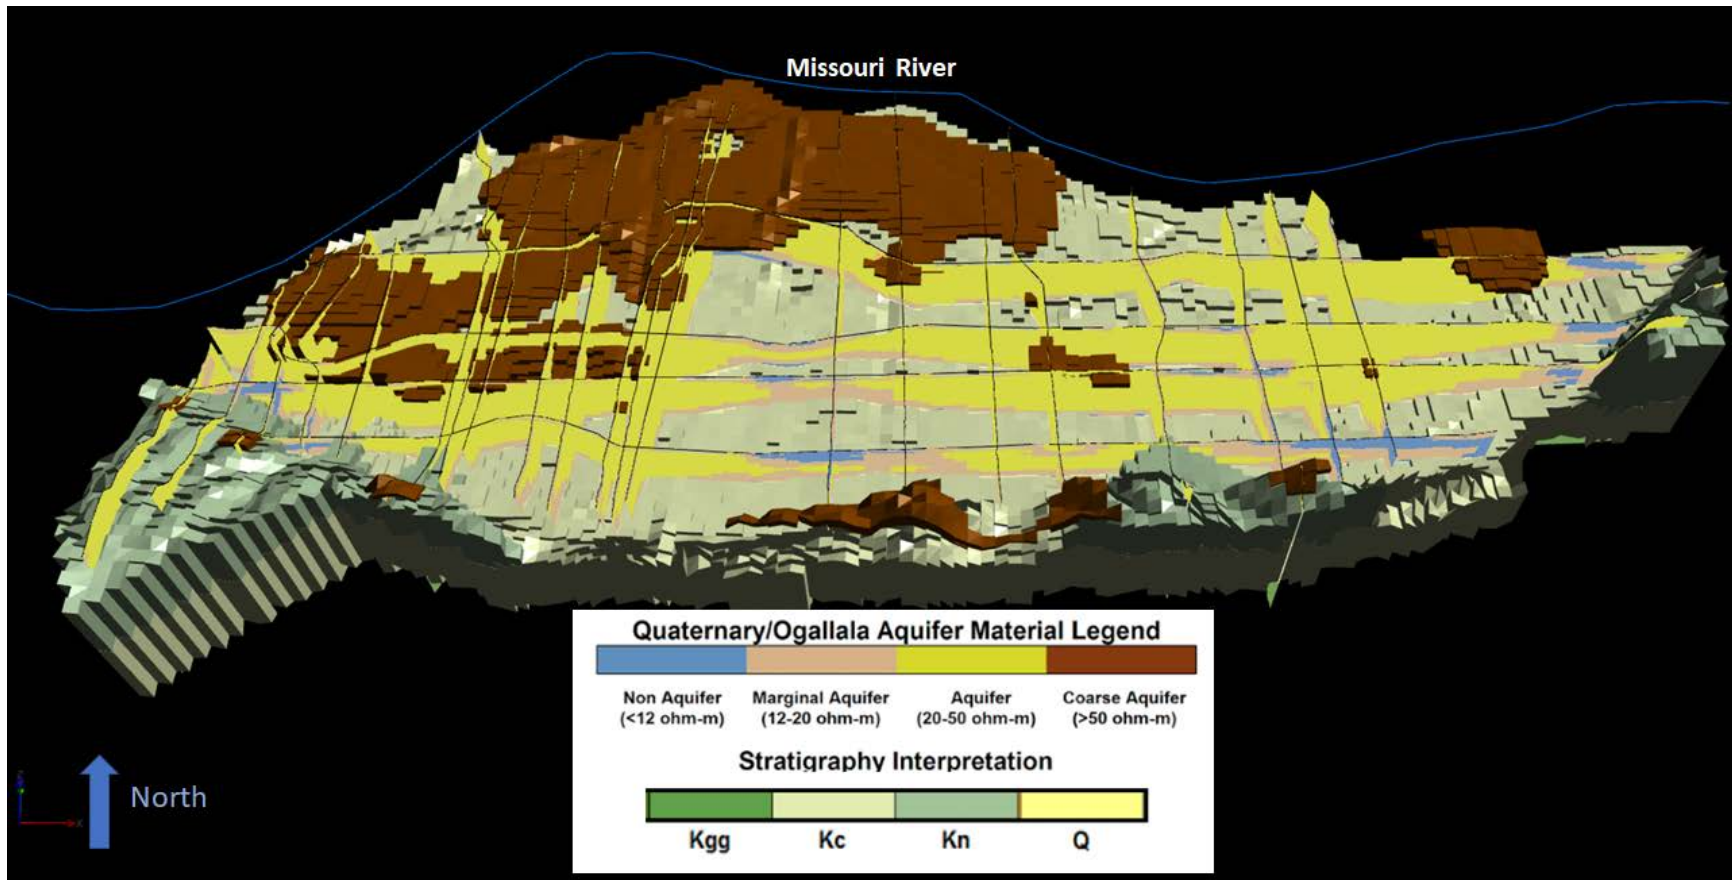 Missouri River
Quaternary/Ogallala Aquifer Material Legend
Non Aquifer Marginal Aquifer Aquifer Coarse Aquifer
(<12 ohm-m) (12-20 ohm-m) (20-50 ohm-m) (>50 ohm-m)
Stratigraphy Interpretation
Kgg Kc Kn Q
North
X